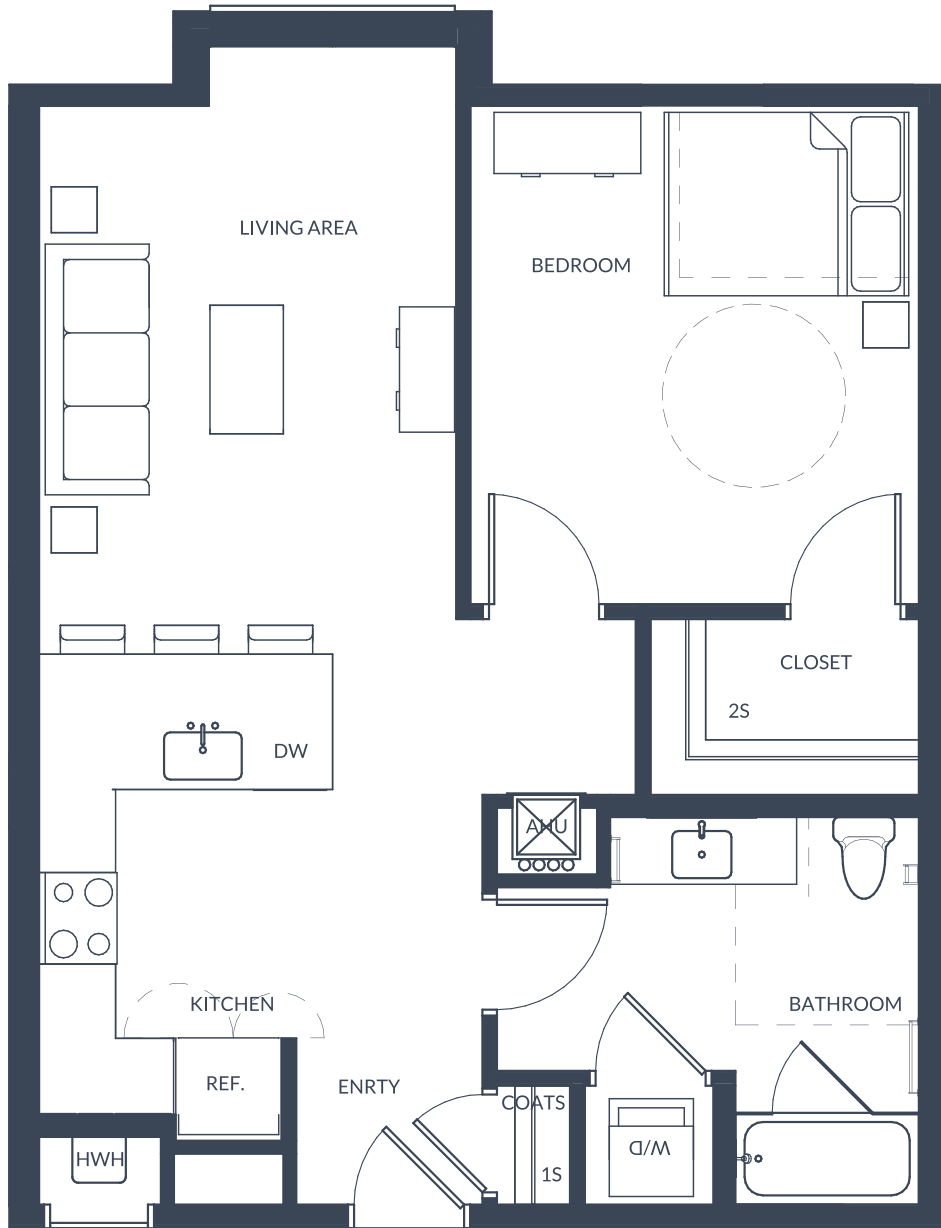 LIVING AREA
BEDROOM
CLOSET
2S
DW
AHU
KITCHEN
BATHROOM
REF.
ENRTY
COATS
W/D
HWH
1S